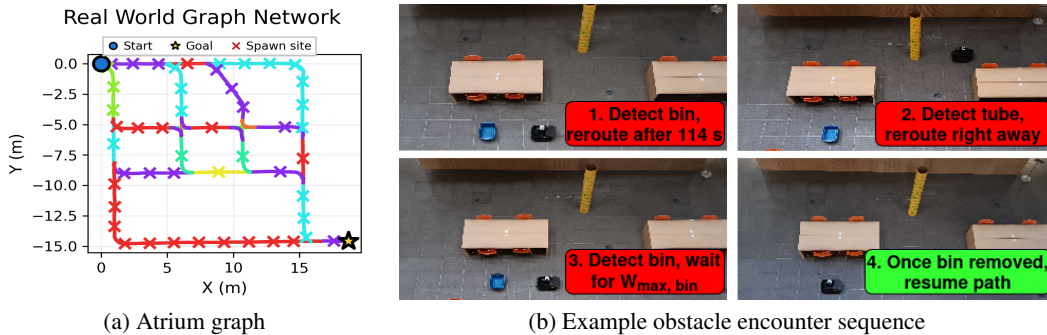 Real World Graph Network
Start Goal Spawn site
0.0
−2.5
−5.0
−7.5
−10.0
−12.5
−15.0
Y (m)
0 5 10 15
X (m)
(a) Atrium graph
1. Detect bin,
reroute after 114 s
2. Detect tube,
reroute right away
3. Detect bin, wait
for Wmax, bin
4. Once bin removed,
resume path
(b) Example obstacle encounter sequence